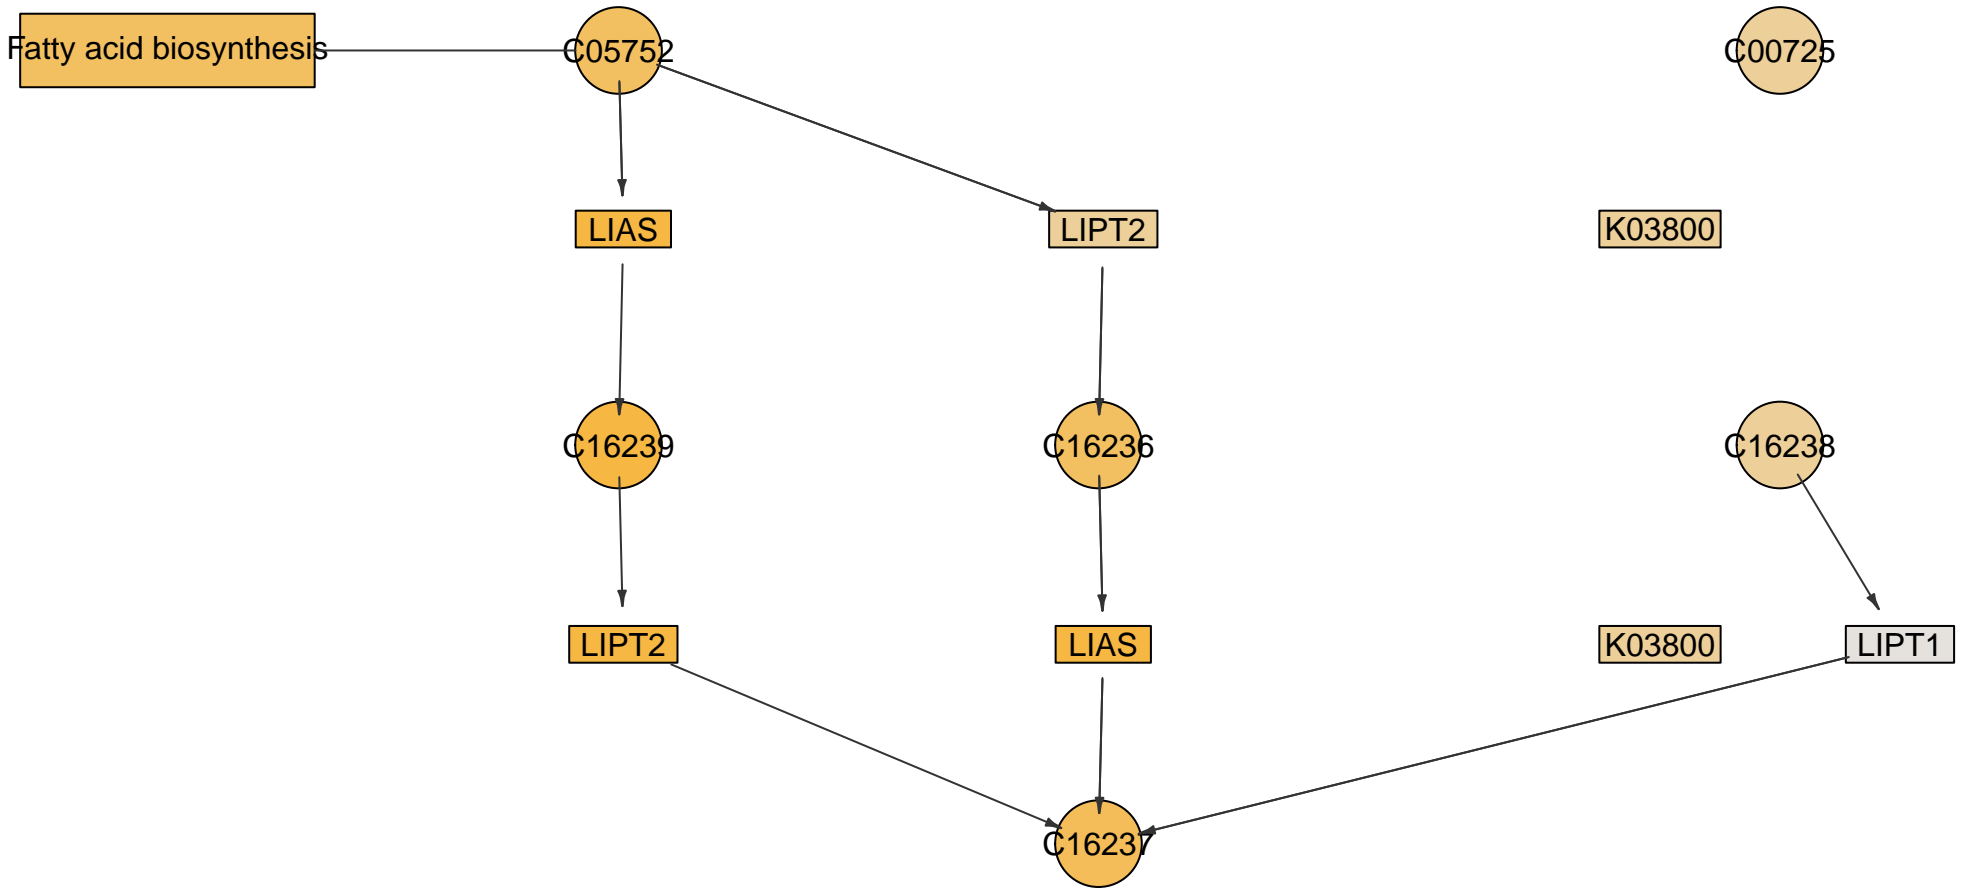 Fatty acid biosynthesis
C05752
C00725
LIAS
LIPT2
K03800
C16239
C16236
C16238
LIPT2
LIAS
K03800
LIPT1
C16237